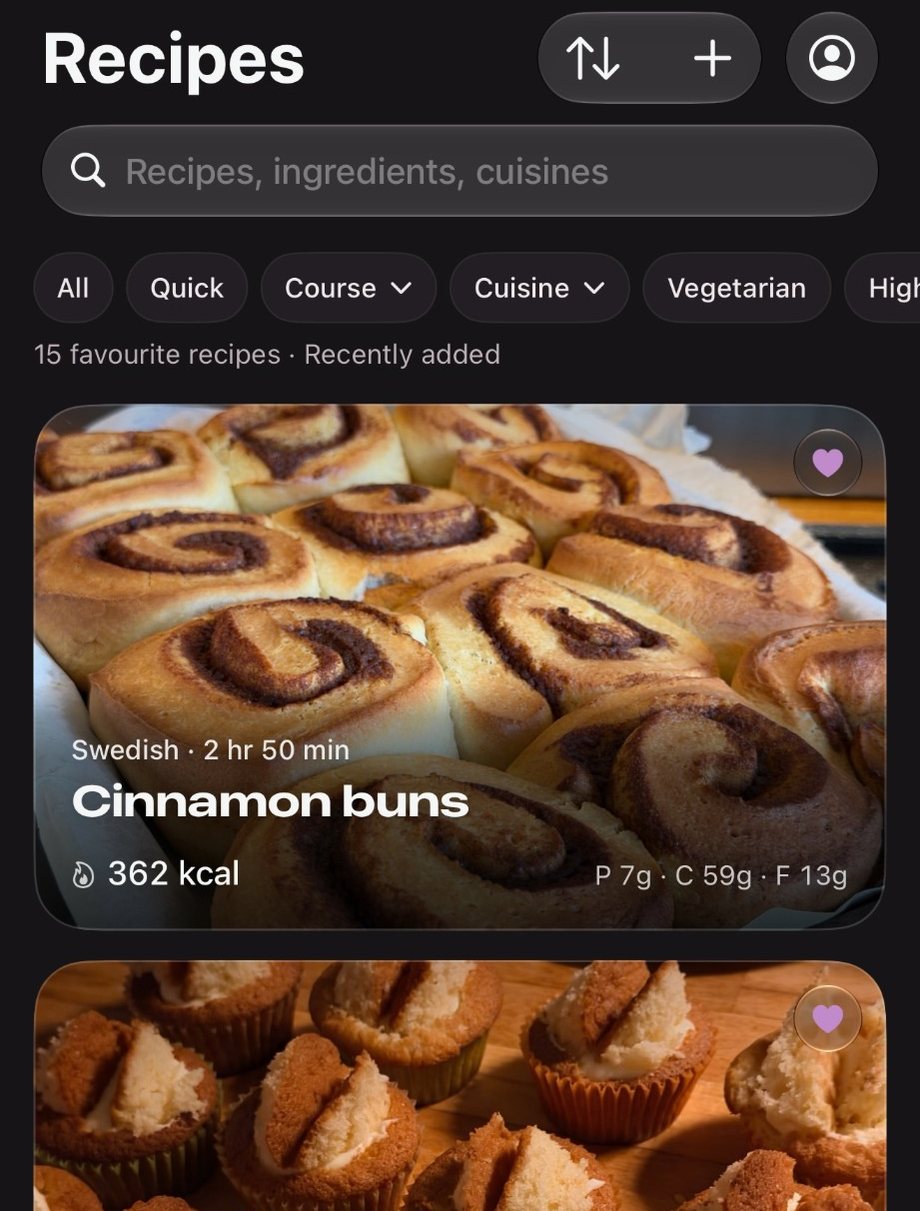 Recipes
Recipes, ingredients, cuisines
All Quick Course Cuisine Vegetarian High
15 favourite recipes · Recently added
Swedish · 2 hr 50 min
Cinnamon buns
362 kcal P 7g · C 59g · F 13g